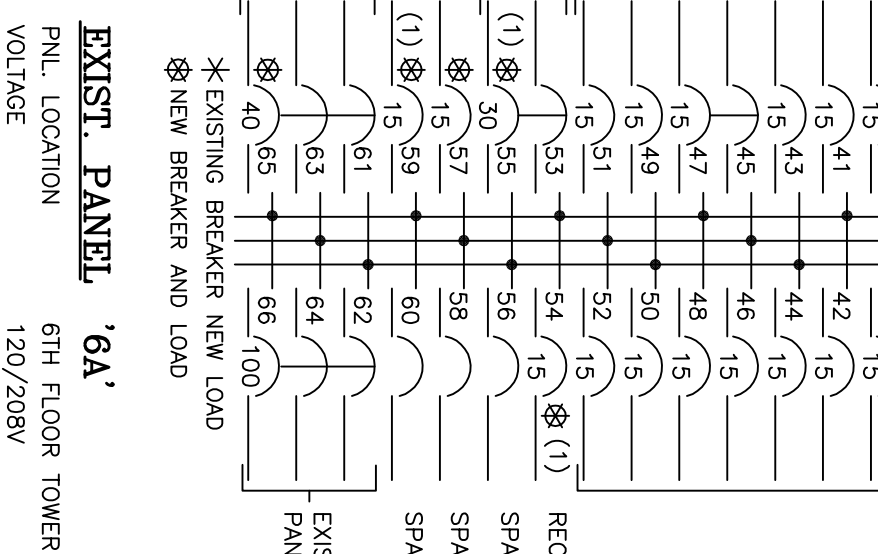 15 15
15 41 42 15
15 43 44 15
15 45 46 15
15 47 48 15
15 49 50 15
15 51 52 15
53 54 15 (1) REC
(1) 30 55 56 SPA
15 57 58 SPA
(1) 15 59 60 SPA
61 62
63 64 EXIS
40 65 66 100 PAN
EXISTING BREAKER NEW LOAD
NEW BREAKER AND LOAD
EXIST. PANEL '6A'
PNL. LOCATION 6TH FLOOR TOWER
VOLTAGE 120/208V